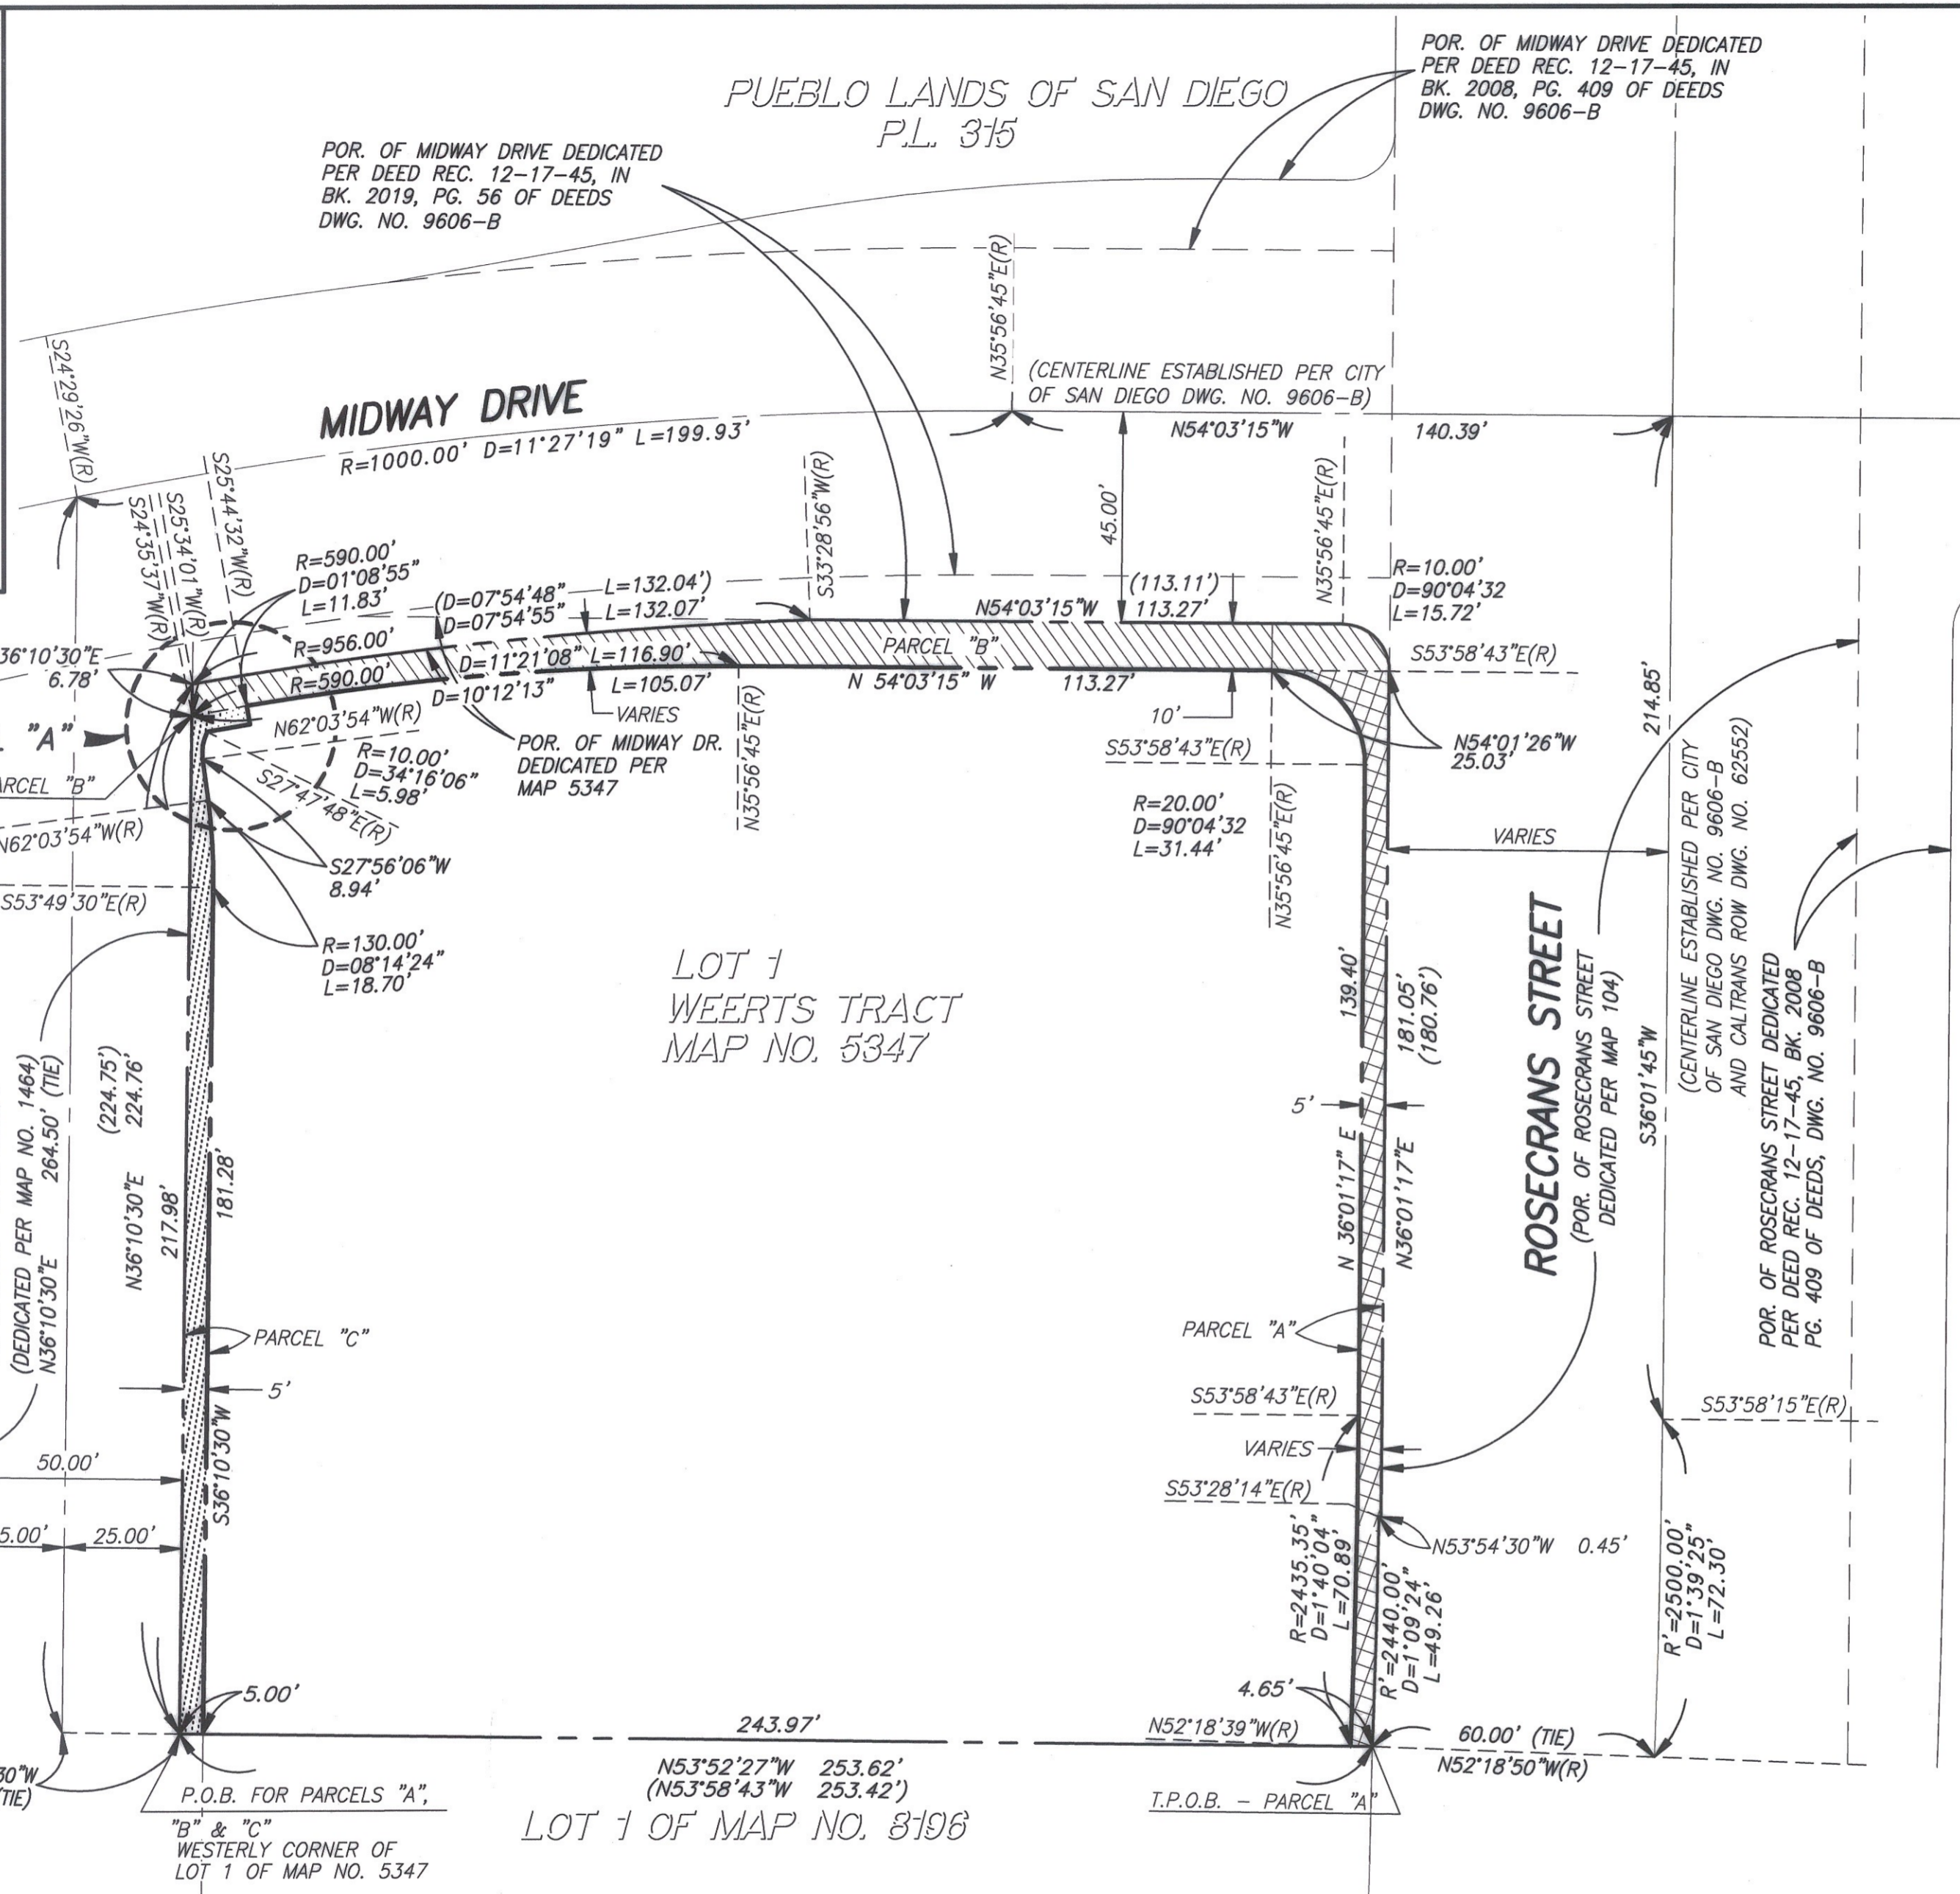 PUEBLO LANDS OF SAN DIEGO
P.L. 315
POR. OF MIDWAY DRIVE DEDICATED
PER DEED REC. 12-17-45, IN
BK. 2008, PG. 409 OF DEEDS
DWG. NO. 9606-B
POR. OF MIDWAY DRIVE DEDICATED
PER DEED REC. 12-17-45, IN
BK. 2019, PG. 56 OF DEEDS
DWG. NO. 9606-B
N35°56'45"E(R)
(CENTERLINE ESTABLISHED PER CITY
OF SAN DIEGO DWG. NO. 9606-B)
N54°03'15"W 140.39'
MIDWAY DRIVE
R=1000.00' D=11°27'19" L=199.93'
S24°29'26"W(R)
S24°35'37"W(R)
S25°34'01"W(R)
S25°44'32"W(R)
S33°28'56"W(R)
45.00'
N35°56'45"E(R)
R=590.00'
D=01°08'55"
L=11.83'
(D=07°54'48" L=132.04')
D=07°54'55" L=132.07'
N54°03'15"W
(113.11')
113.27'
R=10.00'
D=90°04'32
L=15.72'
36°10'30"E
6.78'
R=956.00'
R=590.00'
D=11°21'08" L=116.90'
D=10°12'13" L=105.07'
PARCEL "B"
N 54°03'15" W 113.27'
S53°58'43"E(R)
"A"
N62°03'54"W(R)
VARIES
10'
POR. OF MIDWAY DR.
DEDICATED PER
MAP 5347
N35°56'45"E(R)
S53°58'43"E(R)
N54°01'26"W
25.03'
ARCEL "B"
R=10.00'
D=34°16'06"
L=5.98'
S27°47'48"E(R)
N62°03'54"W(R)
R=20.00'
D=90°04'32
L=31.44'
N35°56'45"E(R)
VARIES
214.85'
S27°56'06"W
8.94'
S53°49'30"E(R)
R=130.00'
D=08°14'24"
L=18.70'
LOT 1
WEERTS TRACT
MAP NO. 5347
139.40'
181.05'
(180.76')
5'
N 36°01'17" E
N36°01'17"E
ROSECRANS STREET
(POR. OF ROSECRANS STREET
DEDICATED PER MAP 104)
S36°01'45"W
(CENTERLINE ESTABLISHED PER CITY
OF SAN DIEGO DWG. NO. 9606-B
AND CALTRANS ROW DWG. NO. 62552)
POR. OF ROSECRANS STREET DEDICATED
PER DEED REC. 12-17-45, BK. 2008
PG. 409 OF DEEDS, DWG. NO. 9606-B
(DEDICATED PER MAP NO. 1464)
N36°10'30"E 264.50' (TIE)
(224.75')
224.76'
N36°10'30"E
217.98'
181.28'
PARCEL "C"
5'
S36°10'30"W
50.00'
5.00'
25.00'
PARCEL "A"
S53°58'43"E(R)
VARIES
S53°28'14"E(R)
S53°58'15"E(R)
N53°54'30"W 0.45'
R=2435.35'
D=1°40'04"
L=70.89'
R'=2440.00'
D=1°09'24"
L=49.26'
R'=2500.00'
D=1°39'25"
L=72.30'
5.00'
4.65'
243.97'
N52°18'39"W(R)
60.00' (TIE)
N52°18'50"W(R)
N53°52'27"W 253.62'
(N53°58'43"W 253.42')
30"W
TIE)
P.O.B. FOR PARCELS "A",
"B" & "C"
WESTERLY CORNER OF
LOT 1 OF MAP NO. 5347
LOT 1 OF MAP NO. 8196
T.P.O.B. - PARCEL "A"